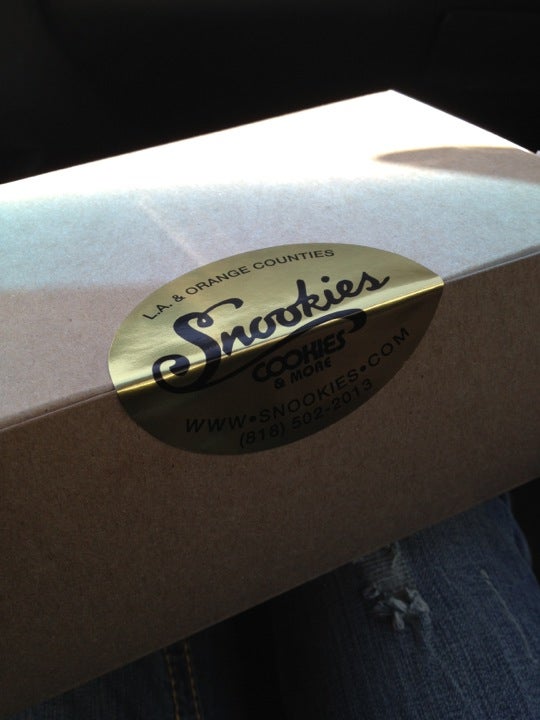 L.A. & ORANGE COUNTIES
Snookies
COOKIES
& MORE
WWW•SNOOKIES•COM
(818) 502-2013